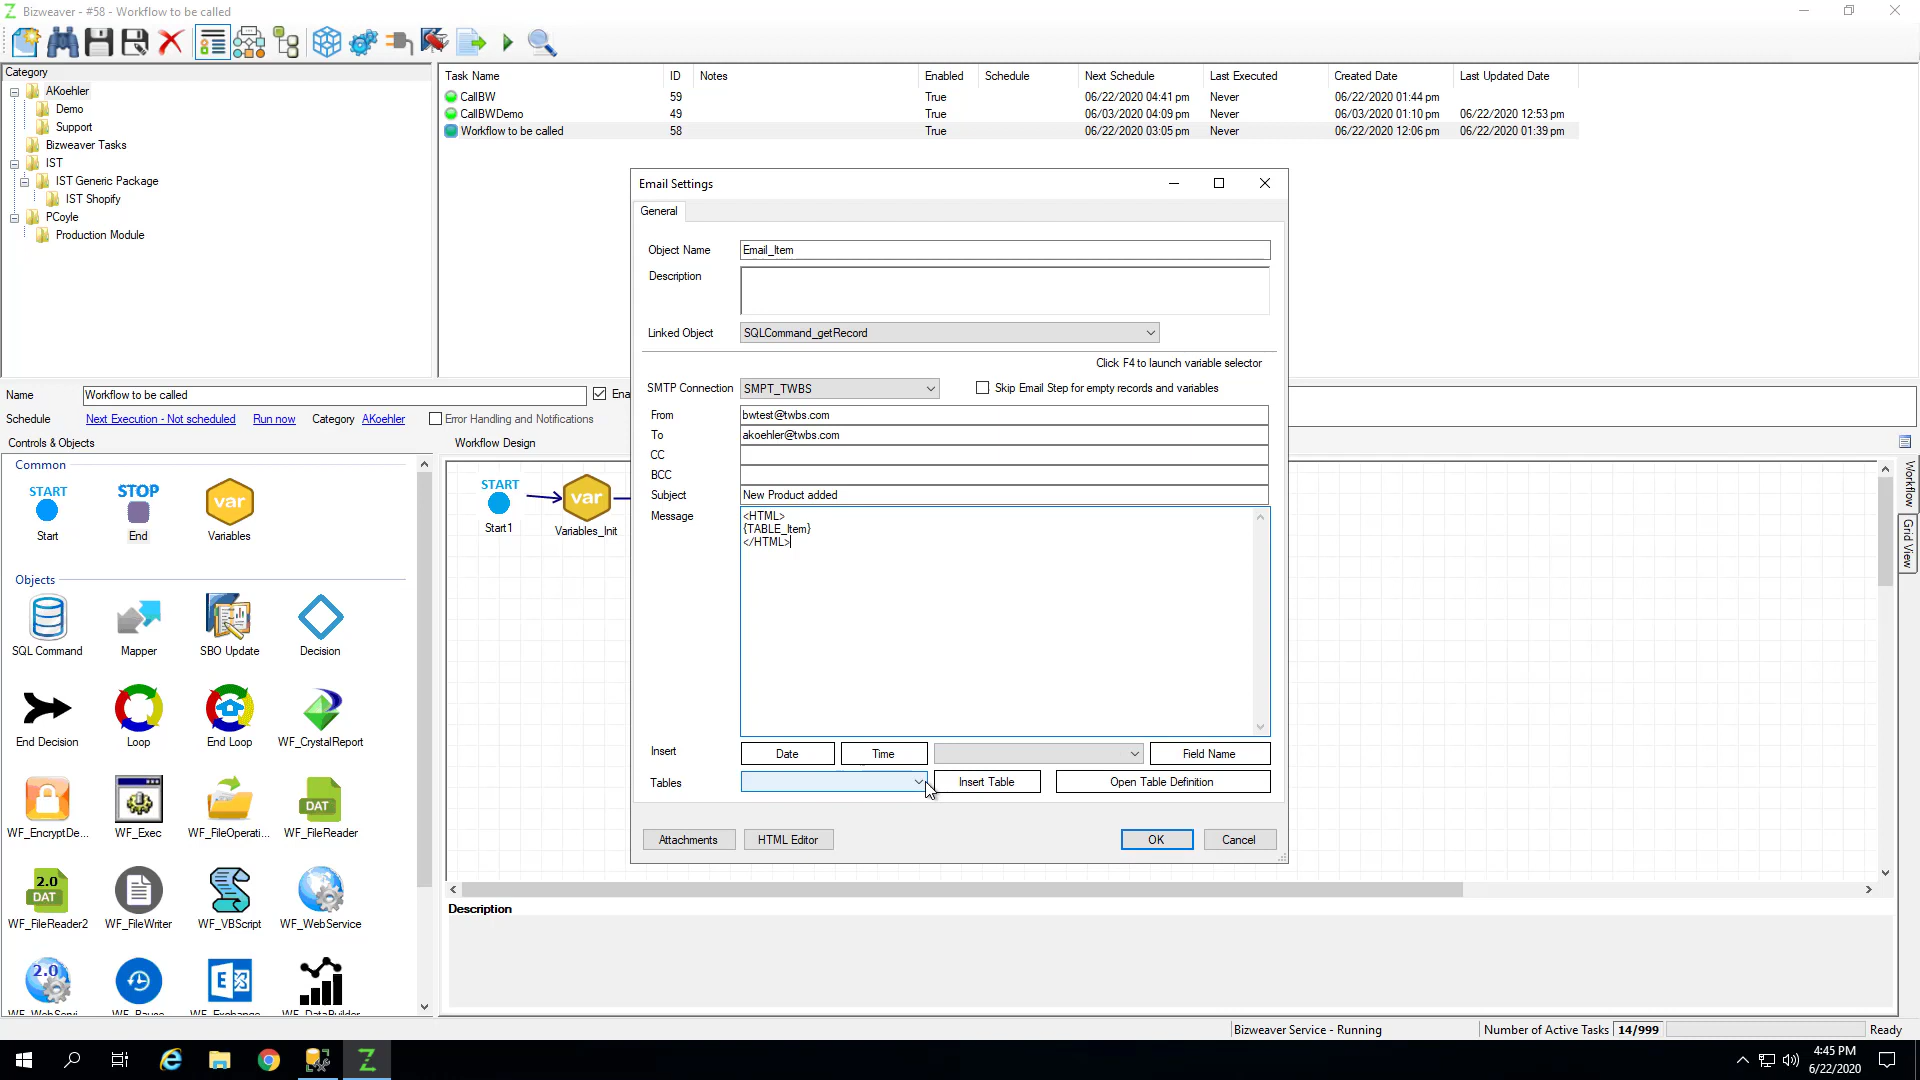 Bizweaver - #58 - Workflow to be called
Category
AKoehler
Demo
Support
Bizweaver Tasks
IST
IST Generic Package
IST Shopify
PCoyle
Production Module
Task Name ID Notes Enabled Schedule Next Schedule Last Executed Created Date Last Updated Date
CallBW 59 True 06/22/2020 04:41 pm Never 06/22/2020 01:44 pm
CallBWDemo 49 True 06/03/2020 04:09 pm Never 06/03/2020 01:10 pm 06/22/2020 12:53 pm
Workflow to be called 58 True 06/22/2020 03:05 pm Never 06/22/2020 12:06 pm 06/22/2020 01:39 pm
Name Workflow to be called Ena
Schedule Next Execution - Not scheduled Run now Category AKoehler Error Handling and Notifications
Controls & Objects
Common
START STOP var
Start End Variables
Objects
SQL Command Mapper SBO Update Decision
End Decision Loop End Loop WF_CrystalReport
DAT
WF_EncryptDe... WF_Exec WF_FileOperati... WF_FileReader
2.0
DAT
WF_FileReader2 WF_FileWriter WF_VBScript WF_WebService
2.0
Workflow Design
START var
Start1 Variables_Init
Email Settings
General
Object Name Email_Item
Description
Linked Object SQLCommand_getRecord
Click F4 to launch variable selector
SMTP Connection SMPT_TWBS Skip Email Step for empty records and variables
From bwtest@twbs.com
To akoehler@twbs.com
CC
BCC
Subject New Product added
Message <HTML>
{TABLE_Item}
</HTML>
Insert Date Time Field Name
Tables Insert Table Open Table Definition
Attachments HTML Editor OK Cancel
Workflow
Grid View
Description
Bizweaver Service - Running Number of Active Tasks 14/999 Ready
4:45 PM
6/22/2020